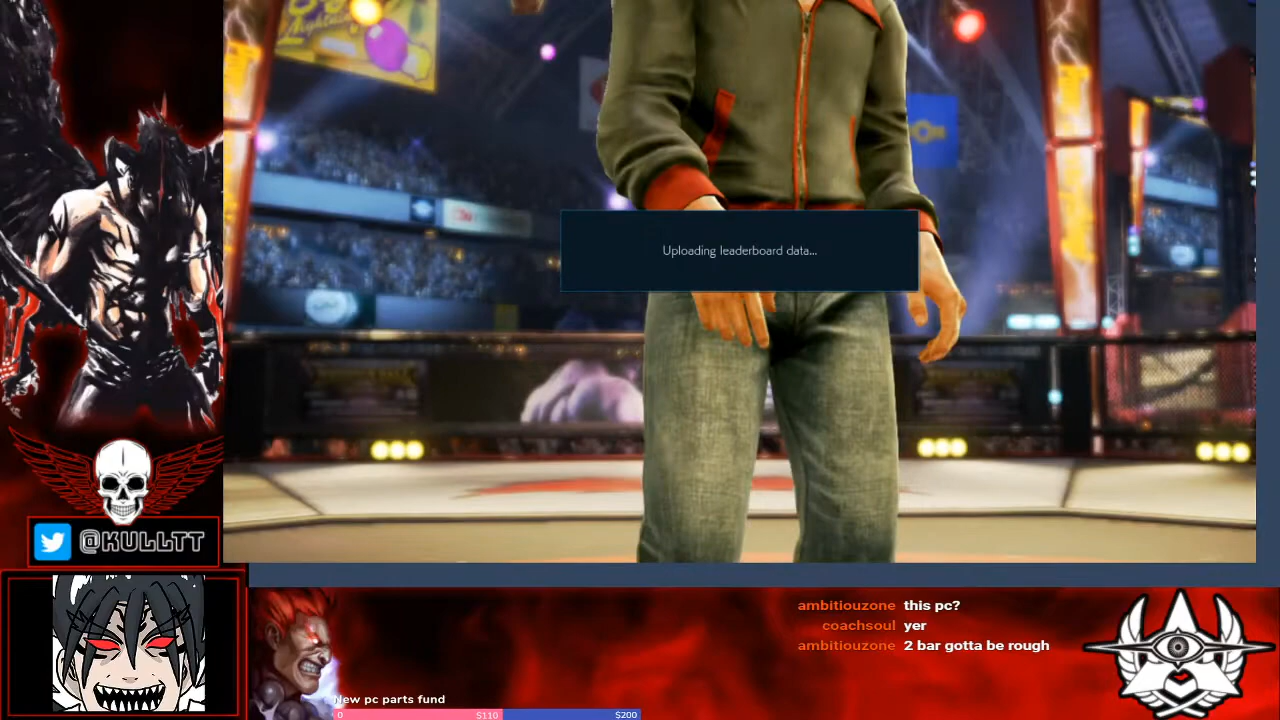 Uploading leaderboard data...
@KULLTT
ambitiouzone this pc?
coachsoul yer
ambitiouzone 2 bar gotta be rough
New pc parts fund
0 $110 $200